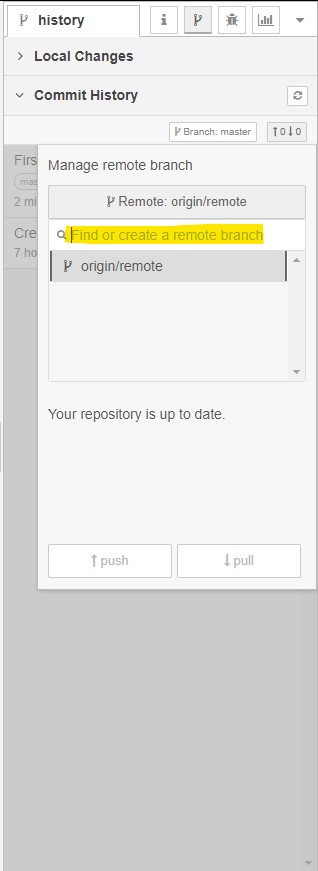 history
Local Changes
Commit History
Branch: master
0 0
Firs
mas
2 mi
Cre
7 ho
Manage remote branch
Remote: origin/remote
Find or create a remote branch
origin/remote
Your repository is up to date.
push
pull